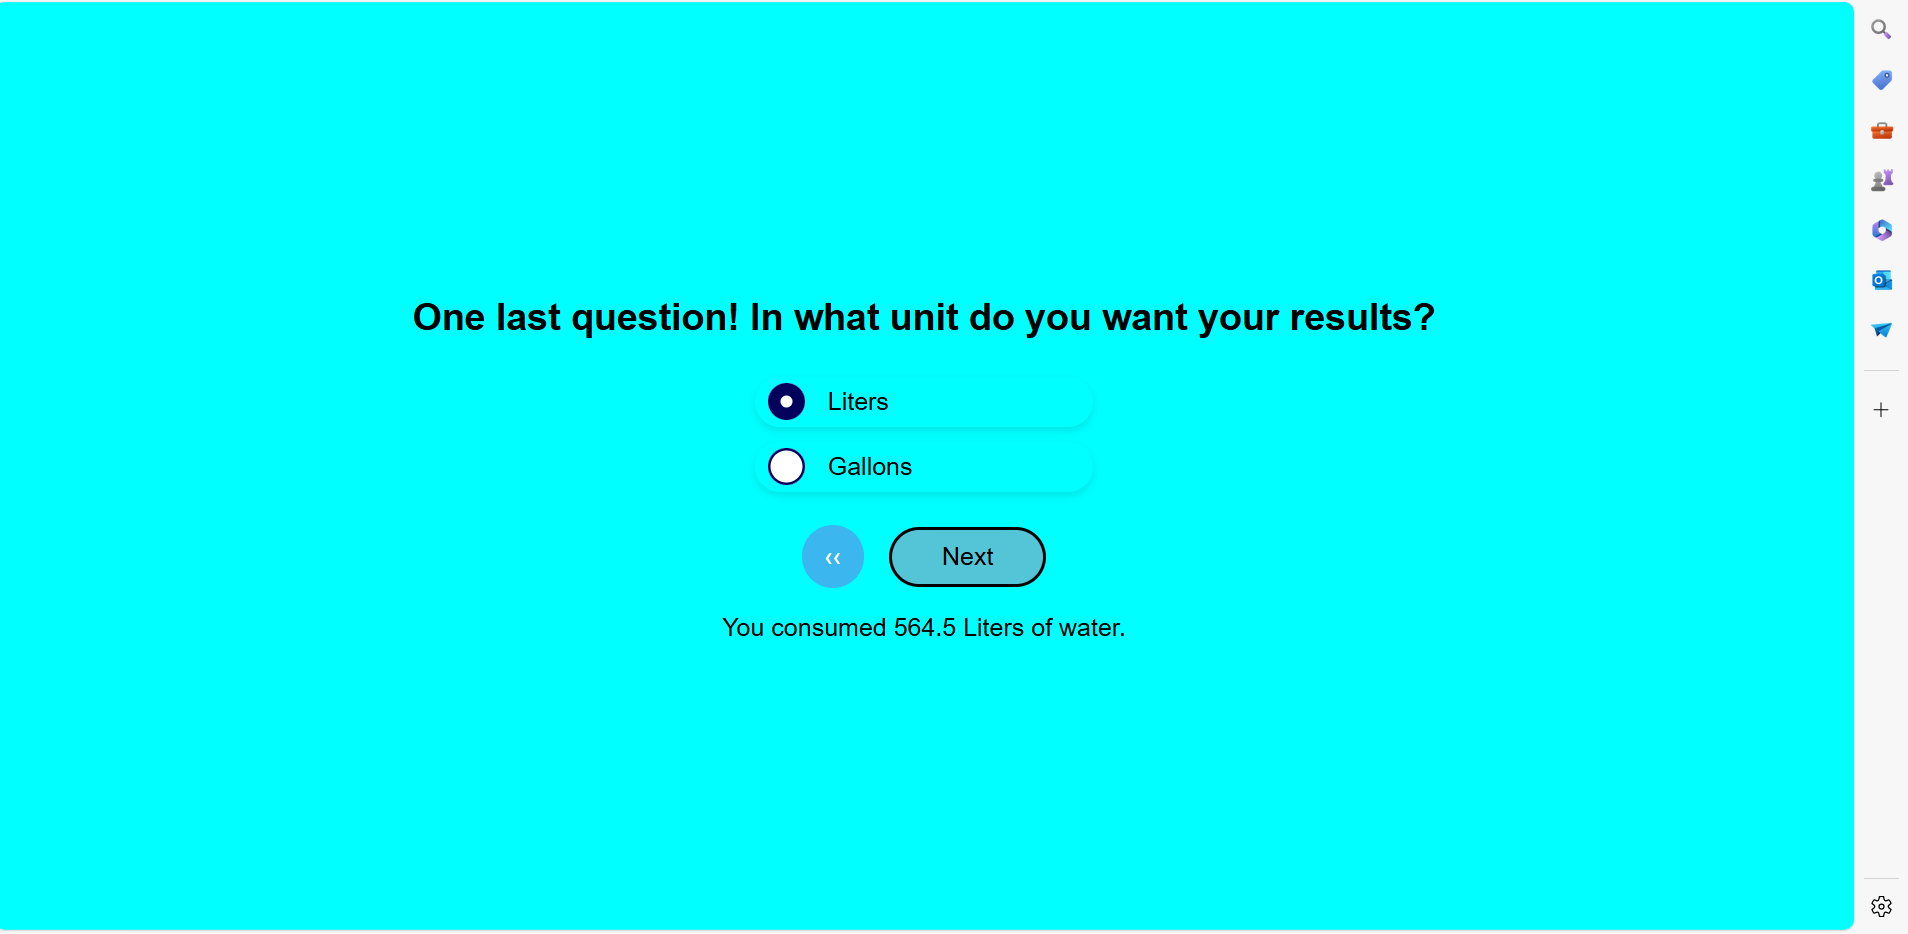 One last question! In what unit do you want your results?
Liters
Gallons
‹‹ Next
You consumed 564.5 Liters of water.